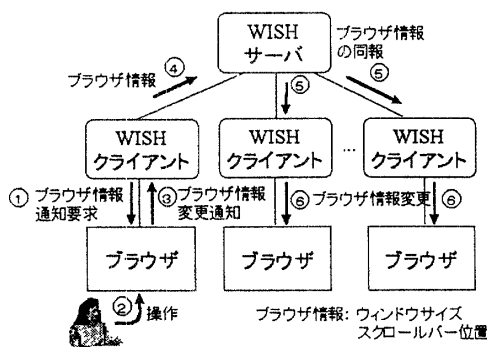 WISH
サーバ
ブラウザ情報
の同報
④
ブラウザ情報
⑤
⑤
WISH
クライアント
WISH
クライアント
...
WISH
クライアント
① ブラウザ情報
通知要求
③ ブラウザ情報
変更通知
⑥ ブラウザ情報変更
⑥
ブラウザ
ブラウザ
ブラウザ
② 操作
ブラウザ情報: ウィンドウサイズ
スクロールバー位置